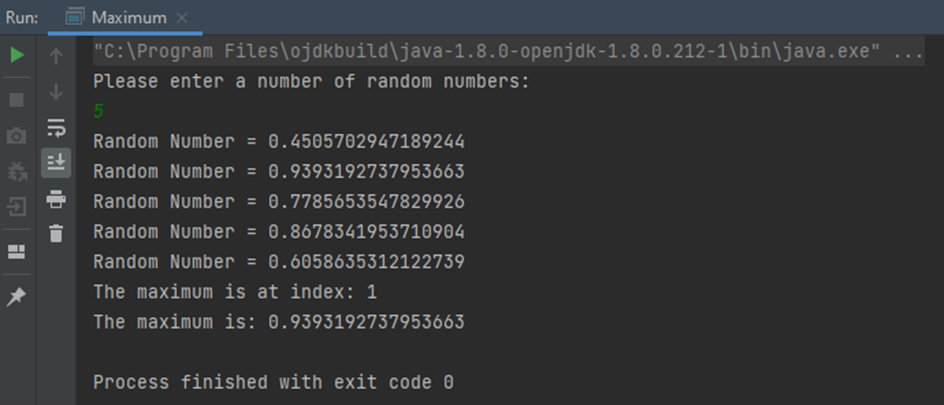 Run: Maximum
"C:\Program Files\ojdkbuild\java-1.8.0-openjdk-1.8.0.212-1\bin\java.exe" ...
Please enter a number of random numbers:
5
Random Number = 0.4505702947189244
Random Number = 0.9393192737953663
Random Number = 0.7785653547829926
Random Number = 0.8678341953710904
Random Number = 0.6058635312122739
The maximum is at index: 1
The maximum is: 0.9393192737953663
Process finished with exit code 0